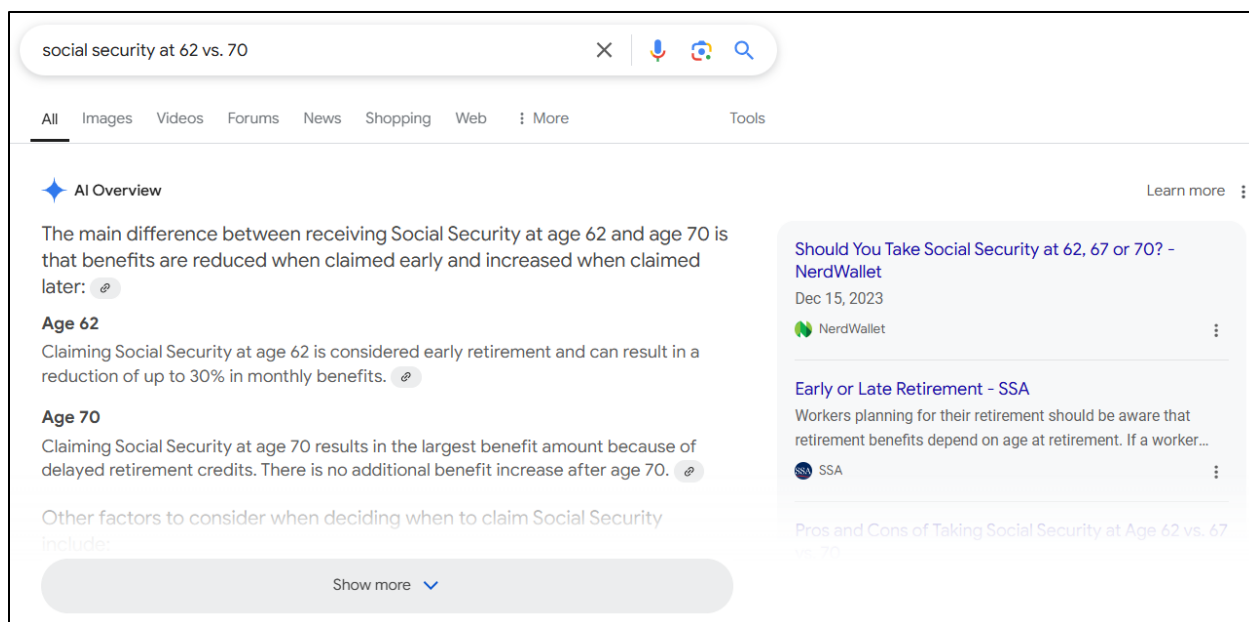 social security at 62 vs. 70
All Images Videos Forums News Shopping Web More Tools
AI Overview
Learn more
The main difference between receiving Social Security at age 62 and age 70 is
that benefits are reduced when claimed early and increased when claimed
later:
Age 62
Claiming Social Security at age 62 is considered early retirement and can result in a
reduction of up to 30% in monthly benefits.
Age 70
Claiming Social Security at age 70 results in the largest benefit amount because of
delayed retirement credits. There is no additional benefit increase after age 70.
Other factors to consider when deciding when to claim Social Security
include:
Show more
Should You Take Social Security at 62, 67 or 70? -
NerdWallet
Dec 15, 2023
NerdWallet
Early or Late Retirement - SSA
Workers planning for their retirement should be aware that
retirement benefits depend on age at retirement. If a worker...
SSA
SSA
Pros and Cons of Taking Social Security at Age 62 vs. 67
vs. 70